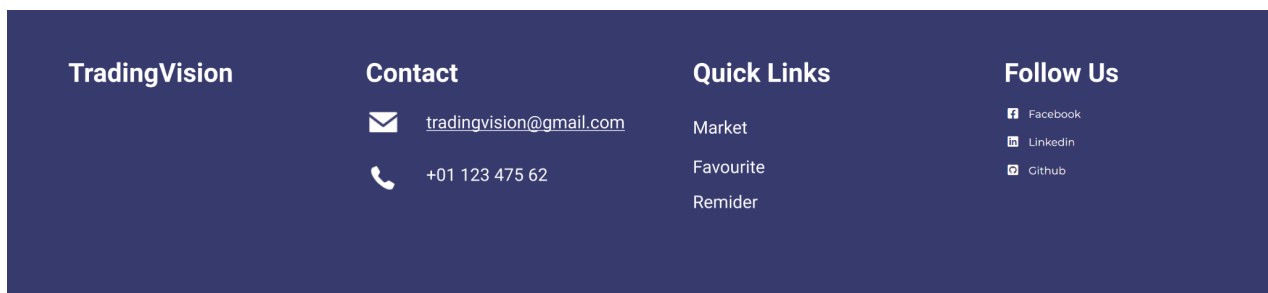 TradingVision
Contact
tradingvision@gmail.com
+01 123 475 62
Quick Links
Market
Favourite
Remider
Follow Us
Facebook
Linkedin
Github